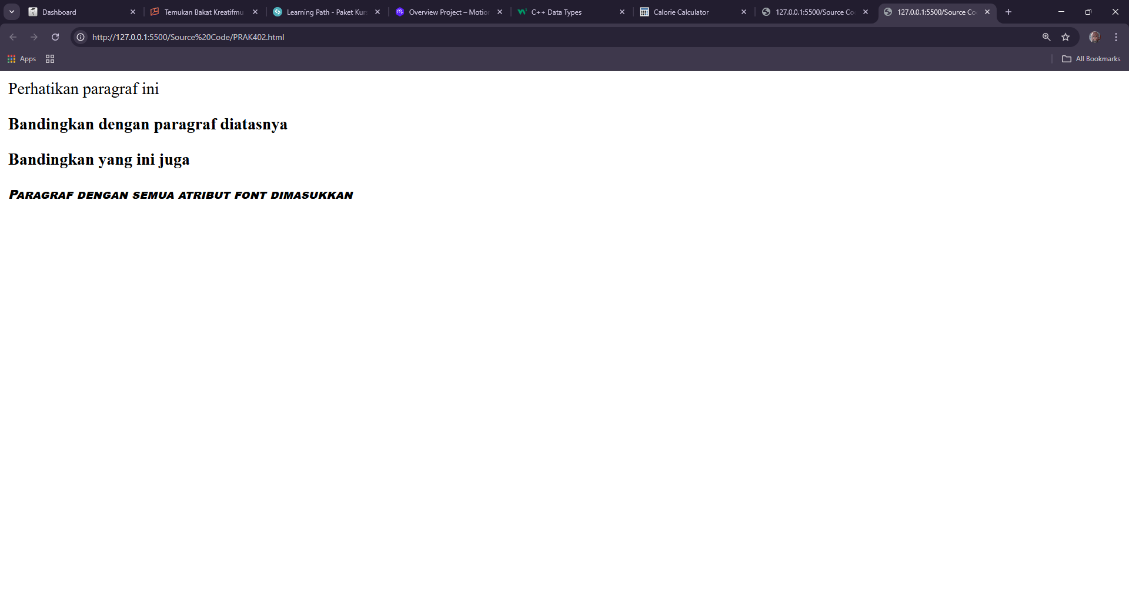 Dashboard
Temukan Bakat Kreatifmu
Learning Path - Paket Kur
Overview Project – Motio
C++ Data Types
Calorie Calculator
127.0.0.1:5500/Source Co
127.0.0.1:5500/Source Co
http://127.0.0.1:5500/Source%20Code/PRAK402.html
Apps
All Bookmarks
Perhatikan paragraf ini
Bandingkan dengan paragraf diatasnya
Bandingkan yang ini juga
Paragraf dengan semua atribut font dimasukkan